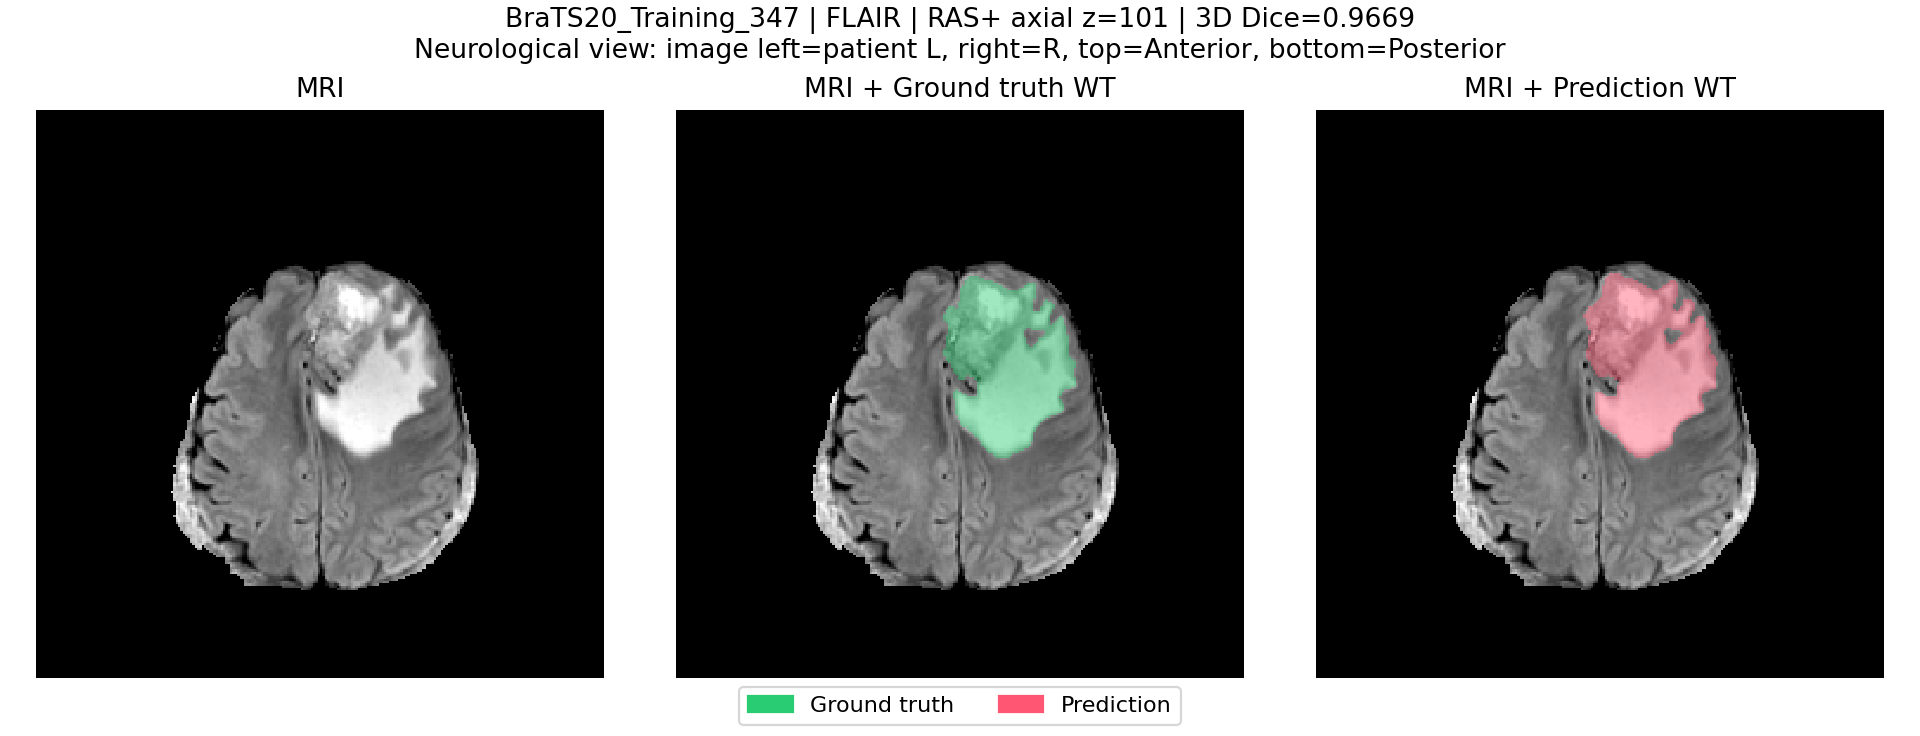 BraTS20_Training_347 | FLAIR | RAS+ axial z=101 | 3D Dice=0.9669
Neurological view: image left=patient L, right=R, top=Anterior, bottom=Posterior
MRI
MRI + Ground truth WT
MRI + Prediction WT
Ground truth
Prediction